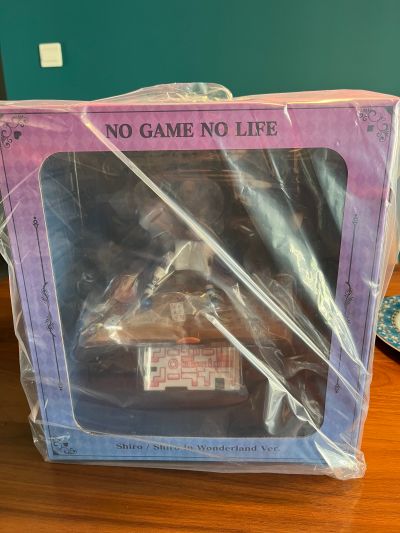 NO GAME NO LIFE
Shiro / Shiro in Wonderland Ver.